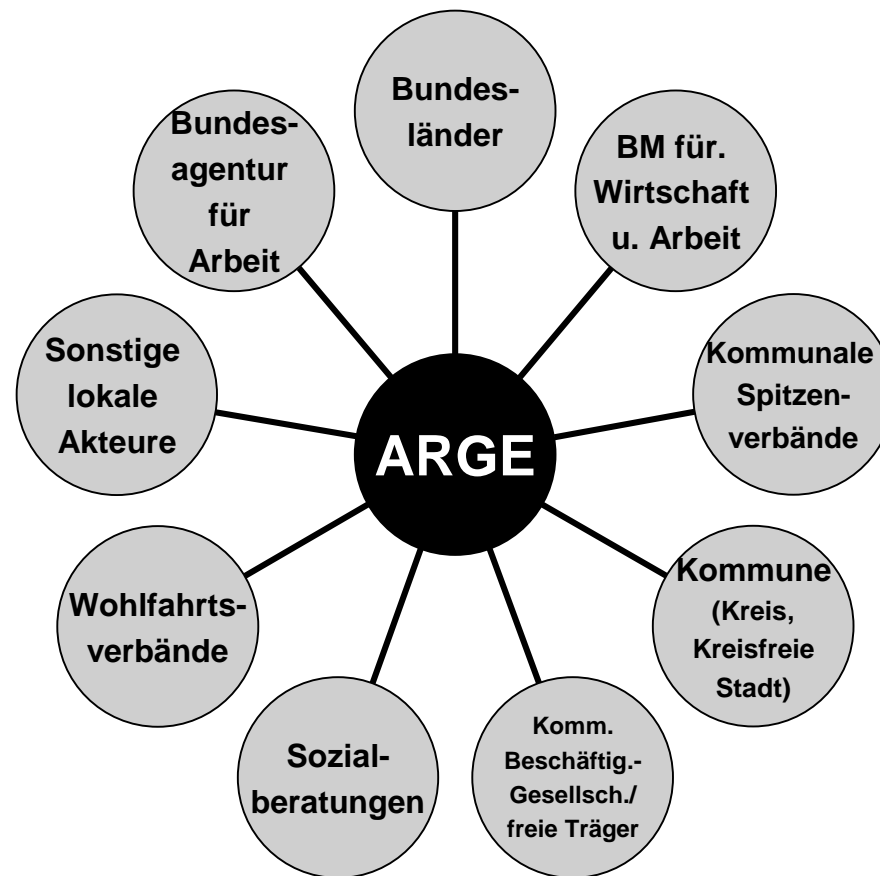 Bundes-
länder
Bundes-
agentur
für
Arbeit
BM für.
Wirtschaft
u. Arbeit
Sonstige
lokale
Akteure
Kommunale
Spitzen-
verbände
ARGE
Wohlfahrts-
verbände
Kommune
(Kreis,
Kreisfreie
Stadt)
Sozial-
beratungen
Komm.
Beschäftig.-
Gesellsch./
freie Träger